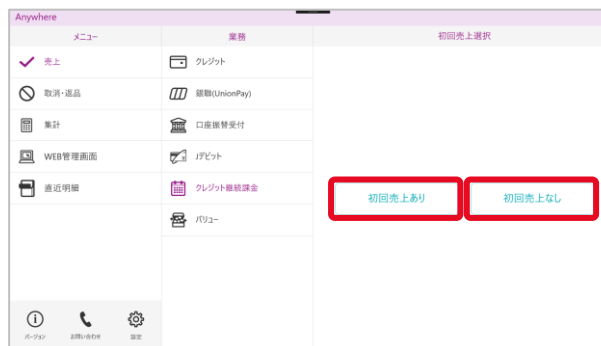 Anywhere
メニュー
業務
初回売上選択
売上
取消・返品
集計
WEB管理画面
直近明細
クレジット
銀聯(UnionPay)
口座振替受付
Jデビット
クレジット継続課金
バリュー
初回売上あり
初回売上なし
バージョン
お問い合わせ
設定